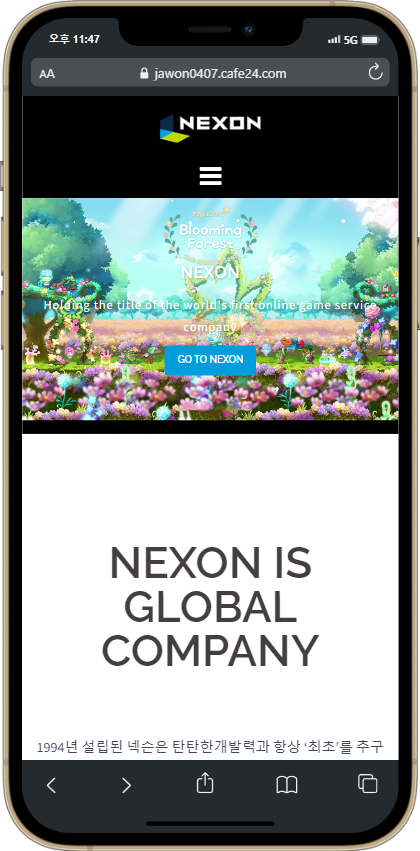 오후 11:47
5G
AA
jawon0407.cafe24.com
NEXON
Blooming
Forest
NEXON
Holding the title of the world's first online game service
company
GO TO NEXON
NEXON IS
GLOBAL
COMPANY
1994년 설립된 넥슨은 탄탄한개발력과 항상 ‘최초’를 추구